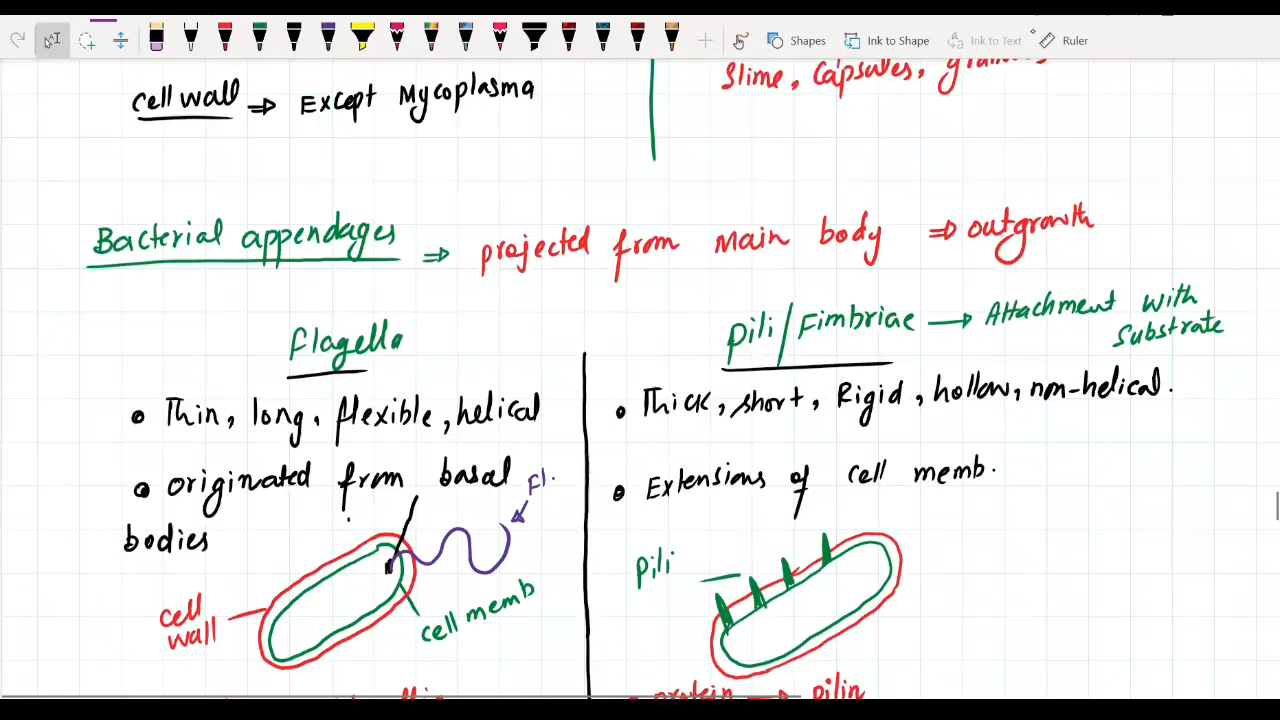 Shapes
Ink to Shape
Ink to Text
Ruler
Slime, Capsules,
Cell wall ⇒ Except Mycoplasma
Bacterial appendages ⇒ projected from Main body ⇒ outgrowth
Flagella
• Thin, long, flexible, helical
• originated from basal
bodies
Fl.
cell wall
cell memb
Pili/Fimbriae → Attachment with
Substrate
• Thick, short, Rigid, hollow, non-helical.
• Extensions of cell memb.
Pili
• protein → pilin